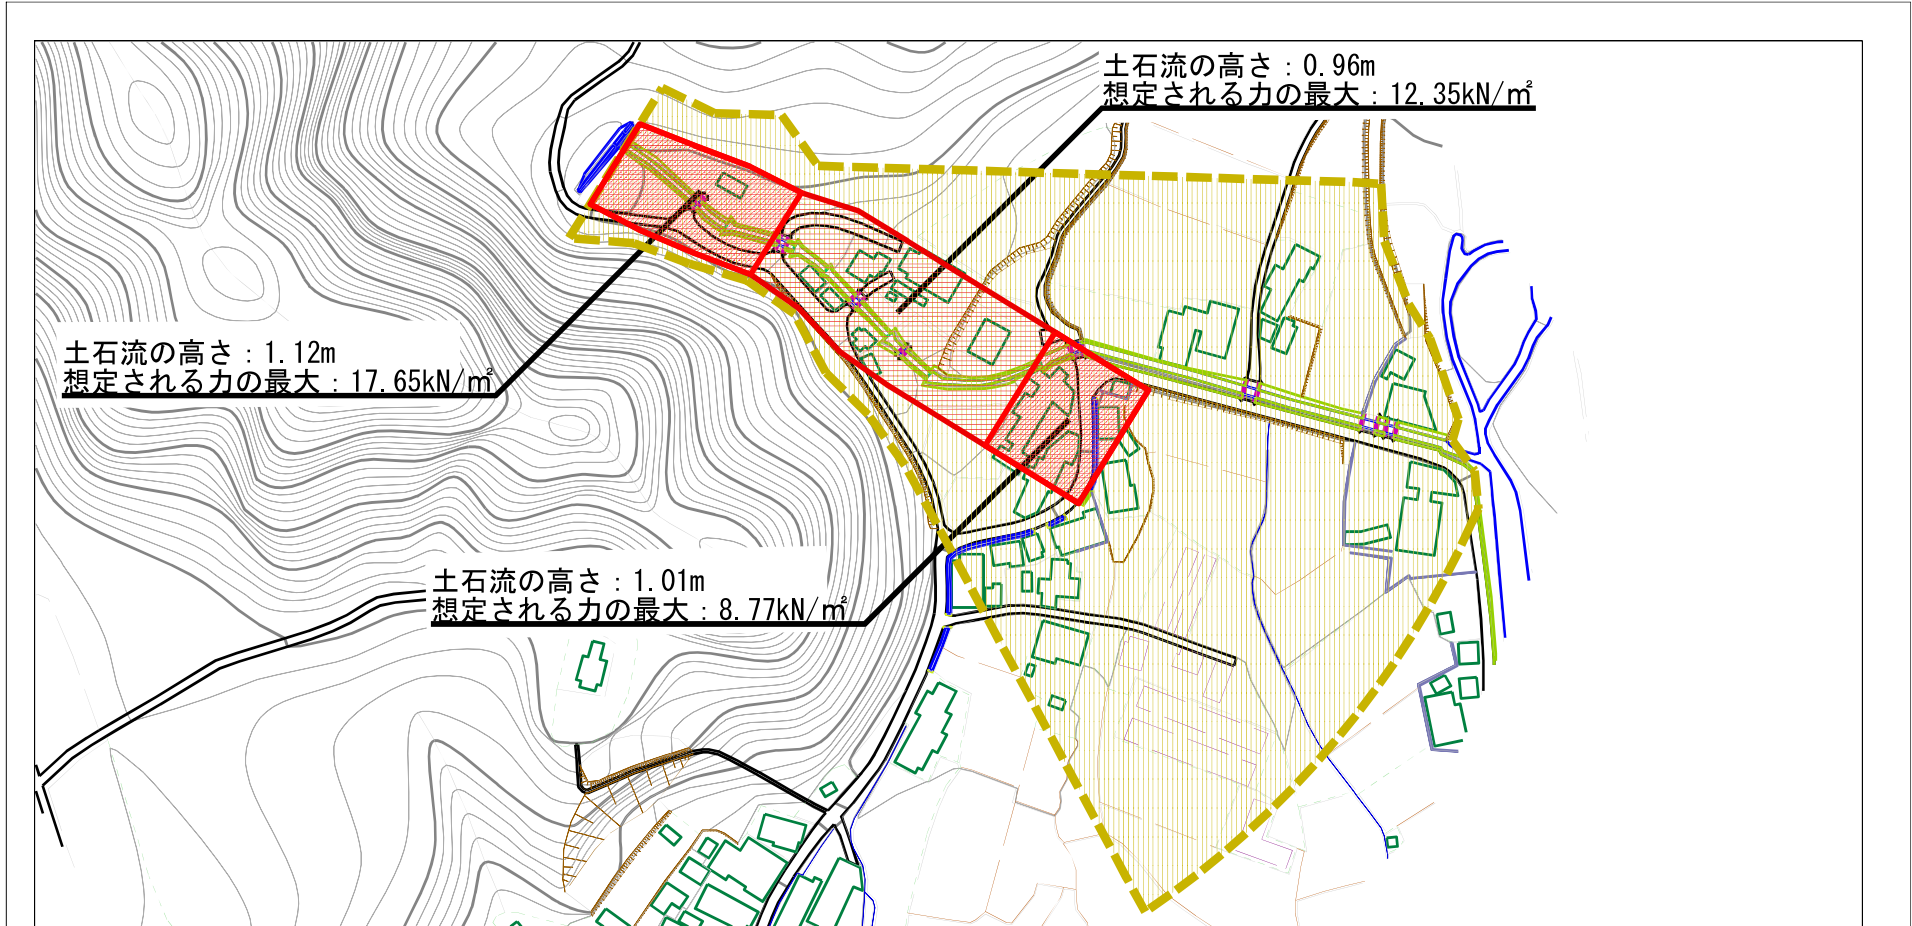 土石流の高さ：0.96m
想定される力の最大：12.35kN/㎡
土石流の高さ：1.12m
想定される力の最大：17.65kN/㎡
土石流の高さ：1.01m
想定される力の最大：8.77kN/㎡